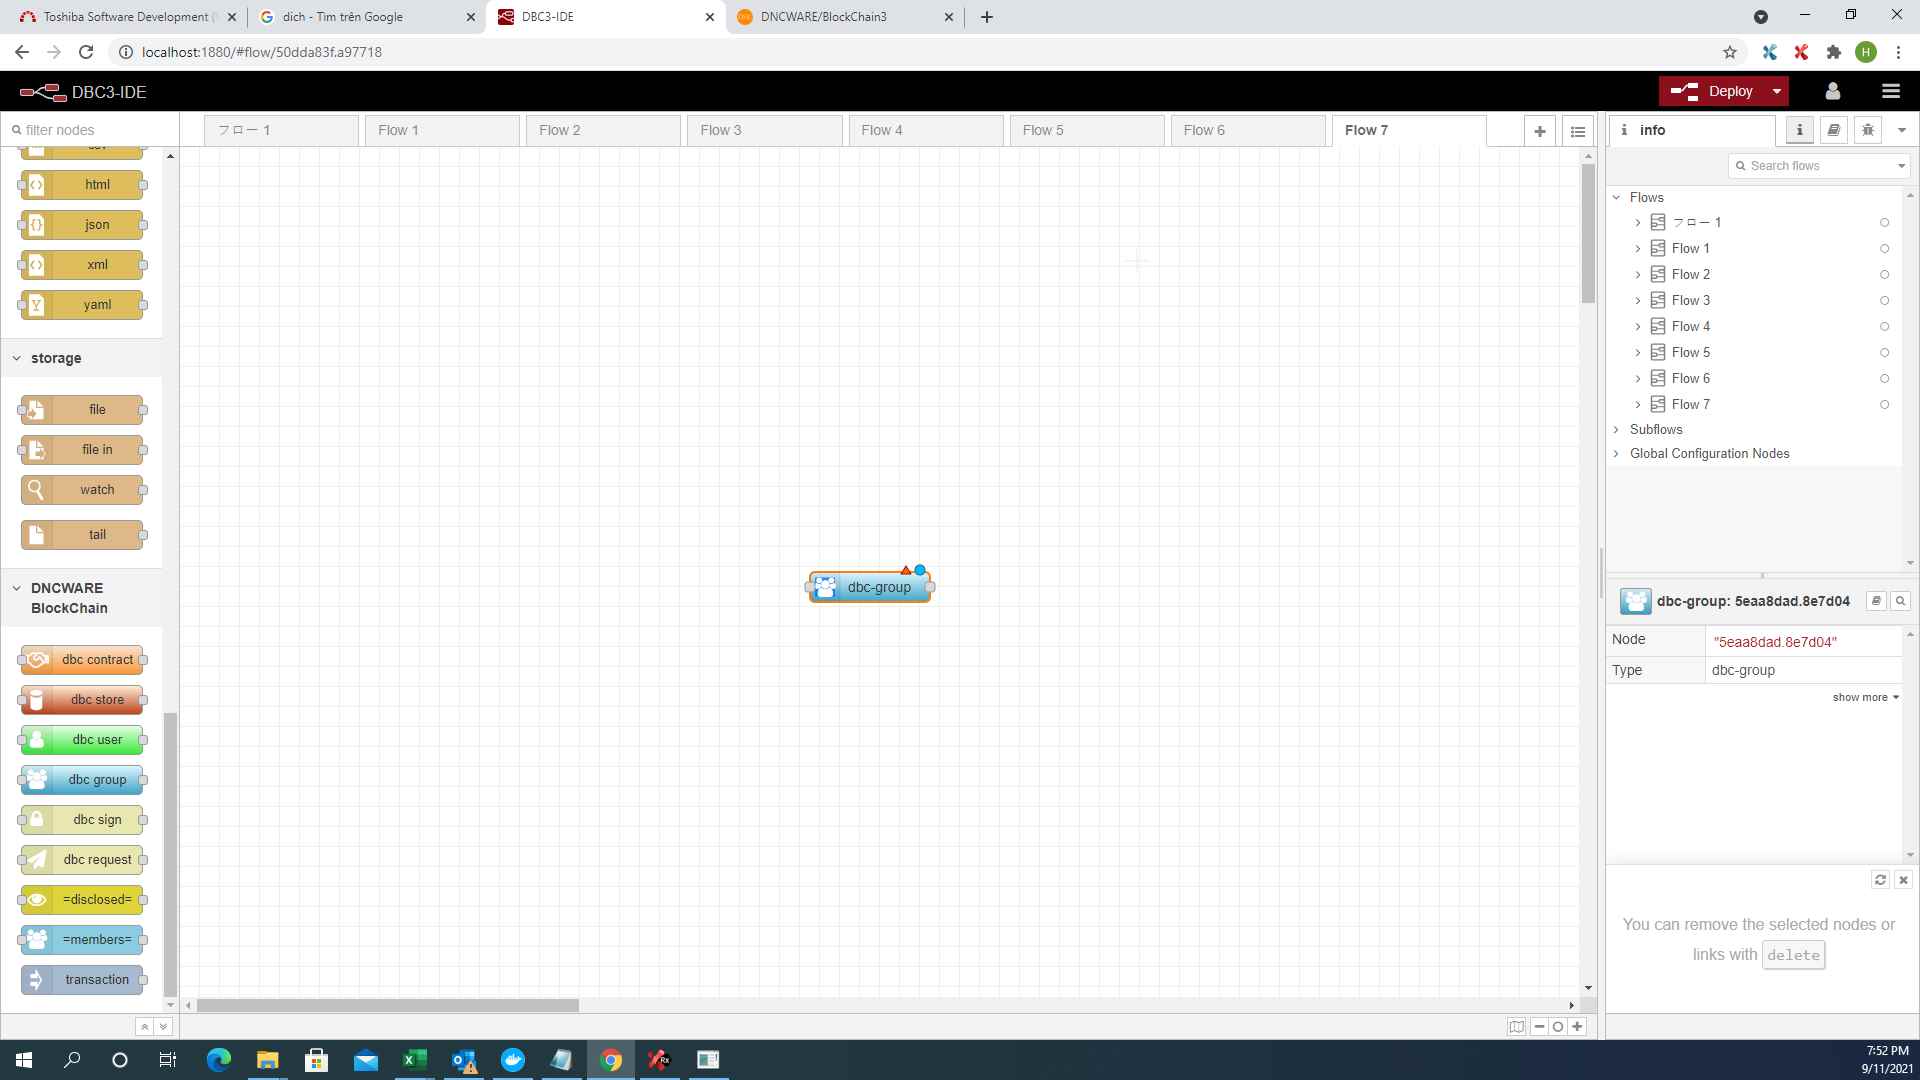 Toshiba Software Development (V
dich - Tìm trên Google
DBC3-IDE
DNCWARE/BlockChain3
localhost:1880/#flow/50dda83f.a97718
H
DBC3-IDE
Deploy
filter nodes
フロー 1
Flow 1
Flow 2
Flow 3
Flow 4
Flow 5
Flow 6
Flow 7
info
Search flows
html
json
xml
yaml
storage
file
file in
watch
tail
DNCWARE
BlockChain
dbc contract
dbc store
dbc user
dbc group
dbc sign
dbc request
=disclosed=
=members=
transaction
dbc-group
Flows
フロー 1
Flow 1
Flow 2
Flow 3
Flow 4
Flow 5
Flow 6
Flow 7
Subflows
Global Configuration Nodes
dbc-group: 5eaa8dad.8e7d04
Node "5eaa8dad.8e7d04"
Type dbc-group
show more
You can remove the selected nodes or
links with delete
7:52 PM
9/11/2021